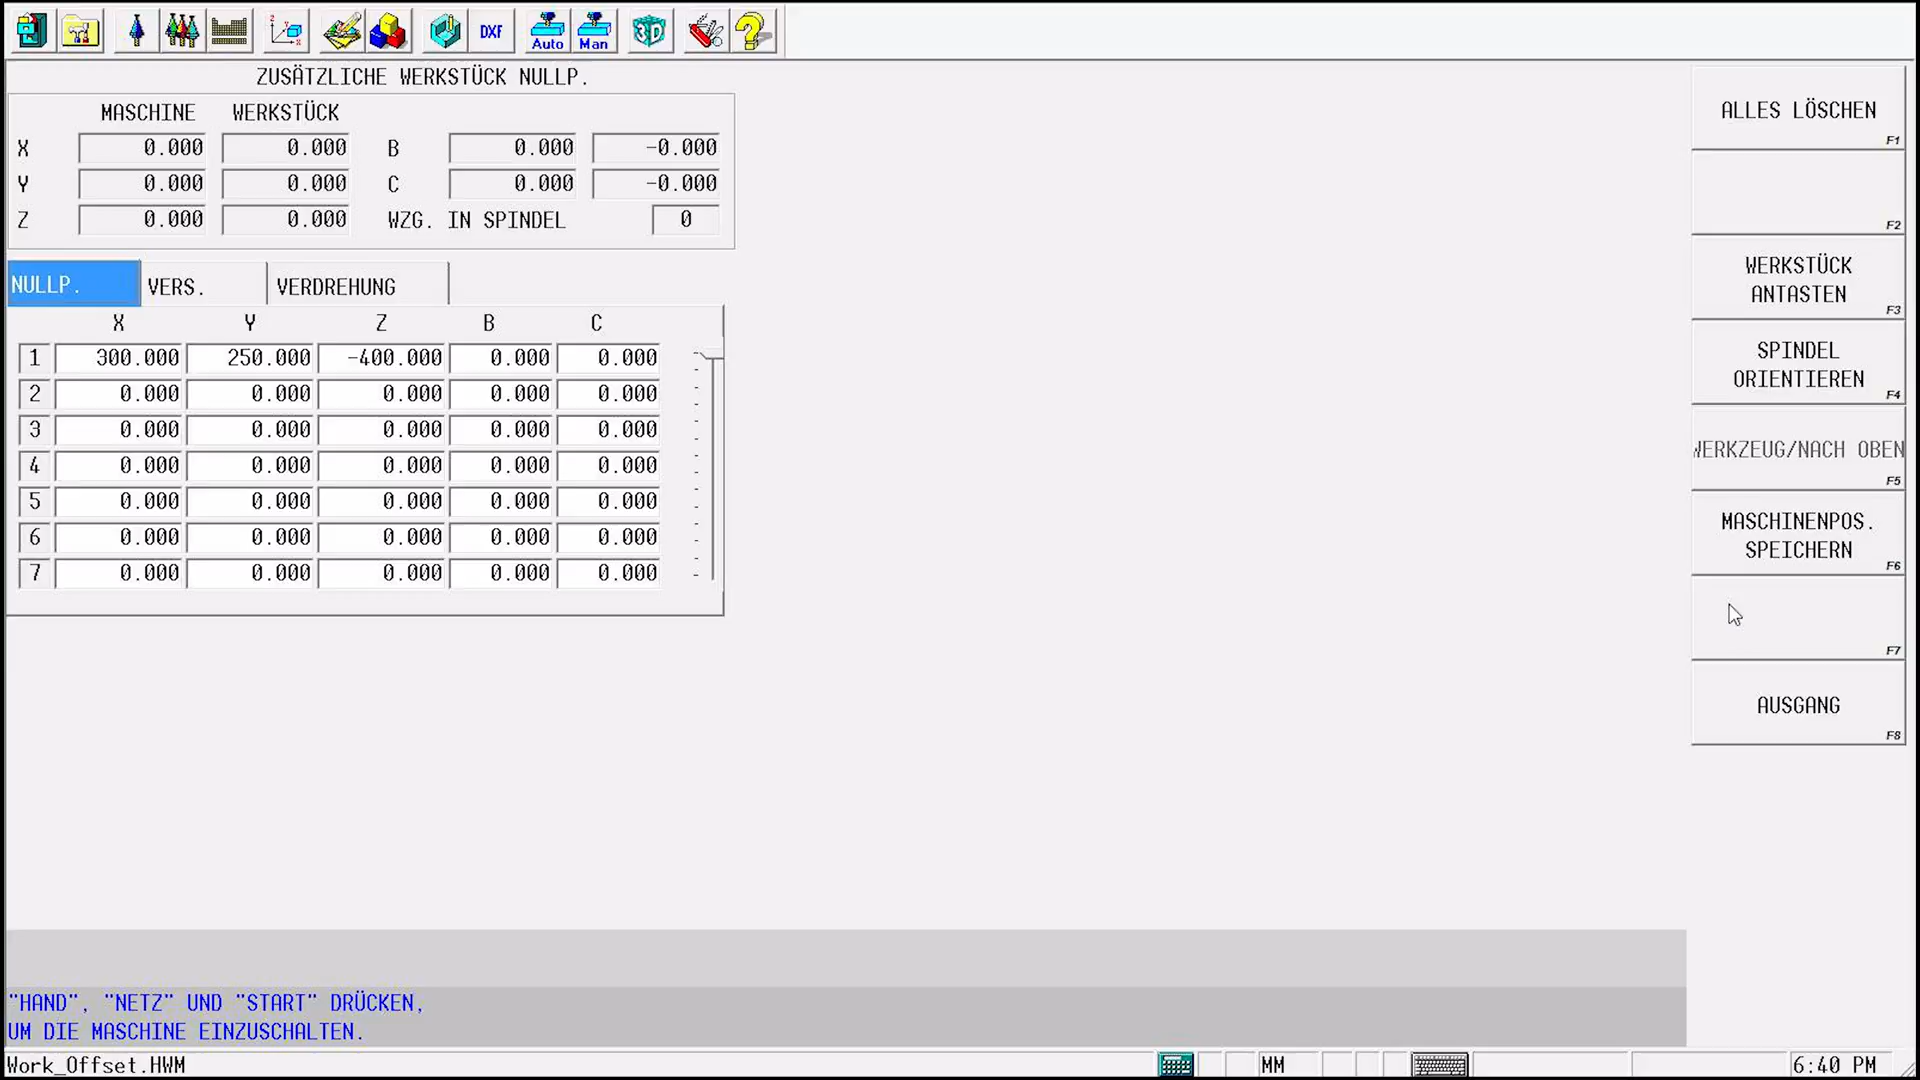 DXF
Auto
Man
3D
ZUSÄTZLICHE WERKSTÜCK NULLP.
MASCHINE WERKSTÜCK
X 0.000 0.000 B 0.000 -0.000
Y 0.000 0.000 C 0.000 -0.000
Z 0.000 0.000 WZG. IN SPINDEL 0
NULLP. VERS. VERDREHUNG
X Y Z B C
1 300.000 250.000 -400.000 0.000 0.000
2 0.000 0.000 0.000 0.000 0.000
3 0.000 0.000 0.000 0.000 0.000
4 0.000 0.000 0.000 0.000 0.000
5 0.000 0.000 0.000 0.000 0.000
6 0.000 0.000 0.000 0.000 0.000
7 0.000 0.000 0.000 0.000 0.000
ALLES LÖSCHEN
F1
F2
WERKSTÜCK
ANTASTEN
F3
SPINDEL
ORIENTIEREN
F4
WERKZEUG/NACH OBEN
F5
MASCHINENPOS.
SPEICHERN
F6
F7
AUSGANG
F8
"HAND", "NETZ" UND "START" DRÜCKEN,
UM DIE MASCHINE EINZUSCHALTEN.
Work_Offset.HWM MM 6:40 PM